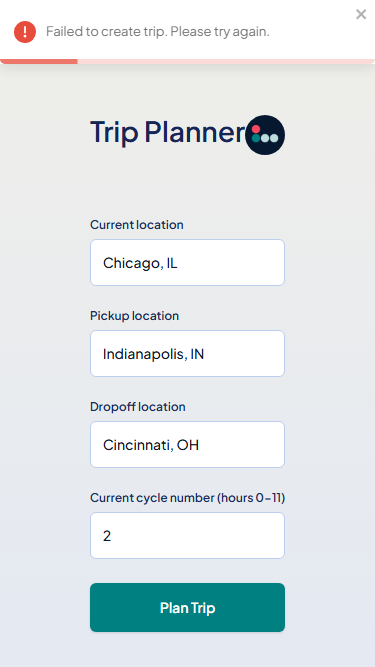 Failed to create trip. Please try again.
Trip Planner
Current location
Chicago, IL
Pickup location
Indianapolis, IN
Dropoff location
Cincinnati, OH
Current cycle number (hours 0-11)
2
Plan Trip